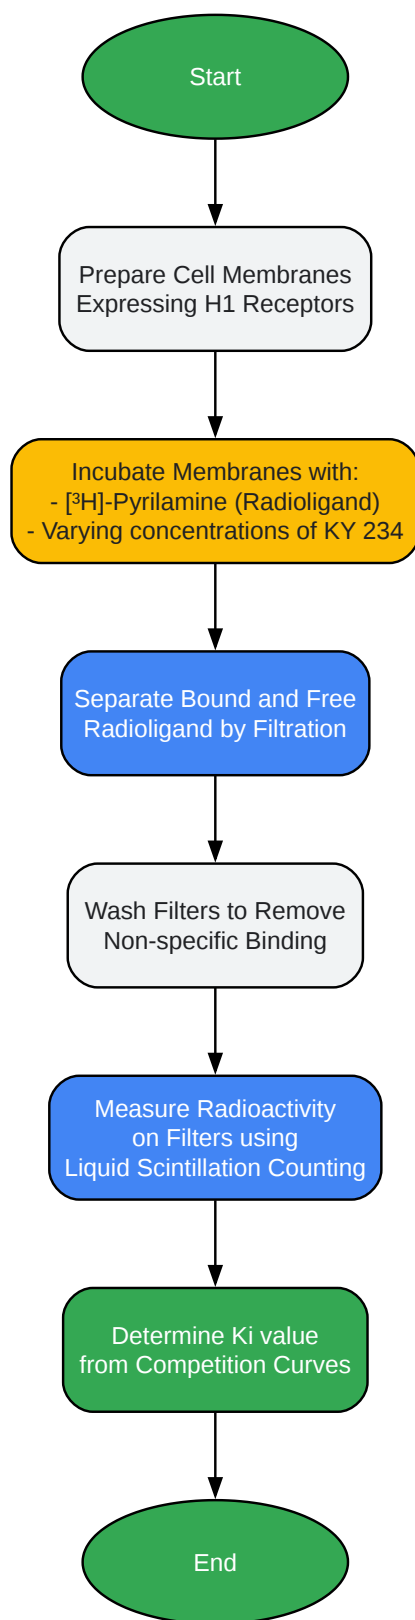 Start
Prepare Cell Membranes
Expressing H1 Receptors
Incubate Membranes with:
- [³H]-Pyrilamine (Radioligand)
- Varying concentrations of KY 234
Separate Bound and Free
Radioligand by Filtration
Wash Filters to Remove
Non-specific Binding
Measure Radioactivity
on Filters using
Liquid Scintillation Counting
Determine Ki value
from Competition Curves
End